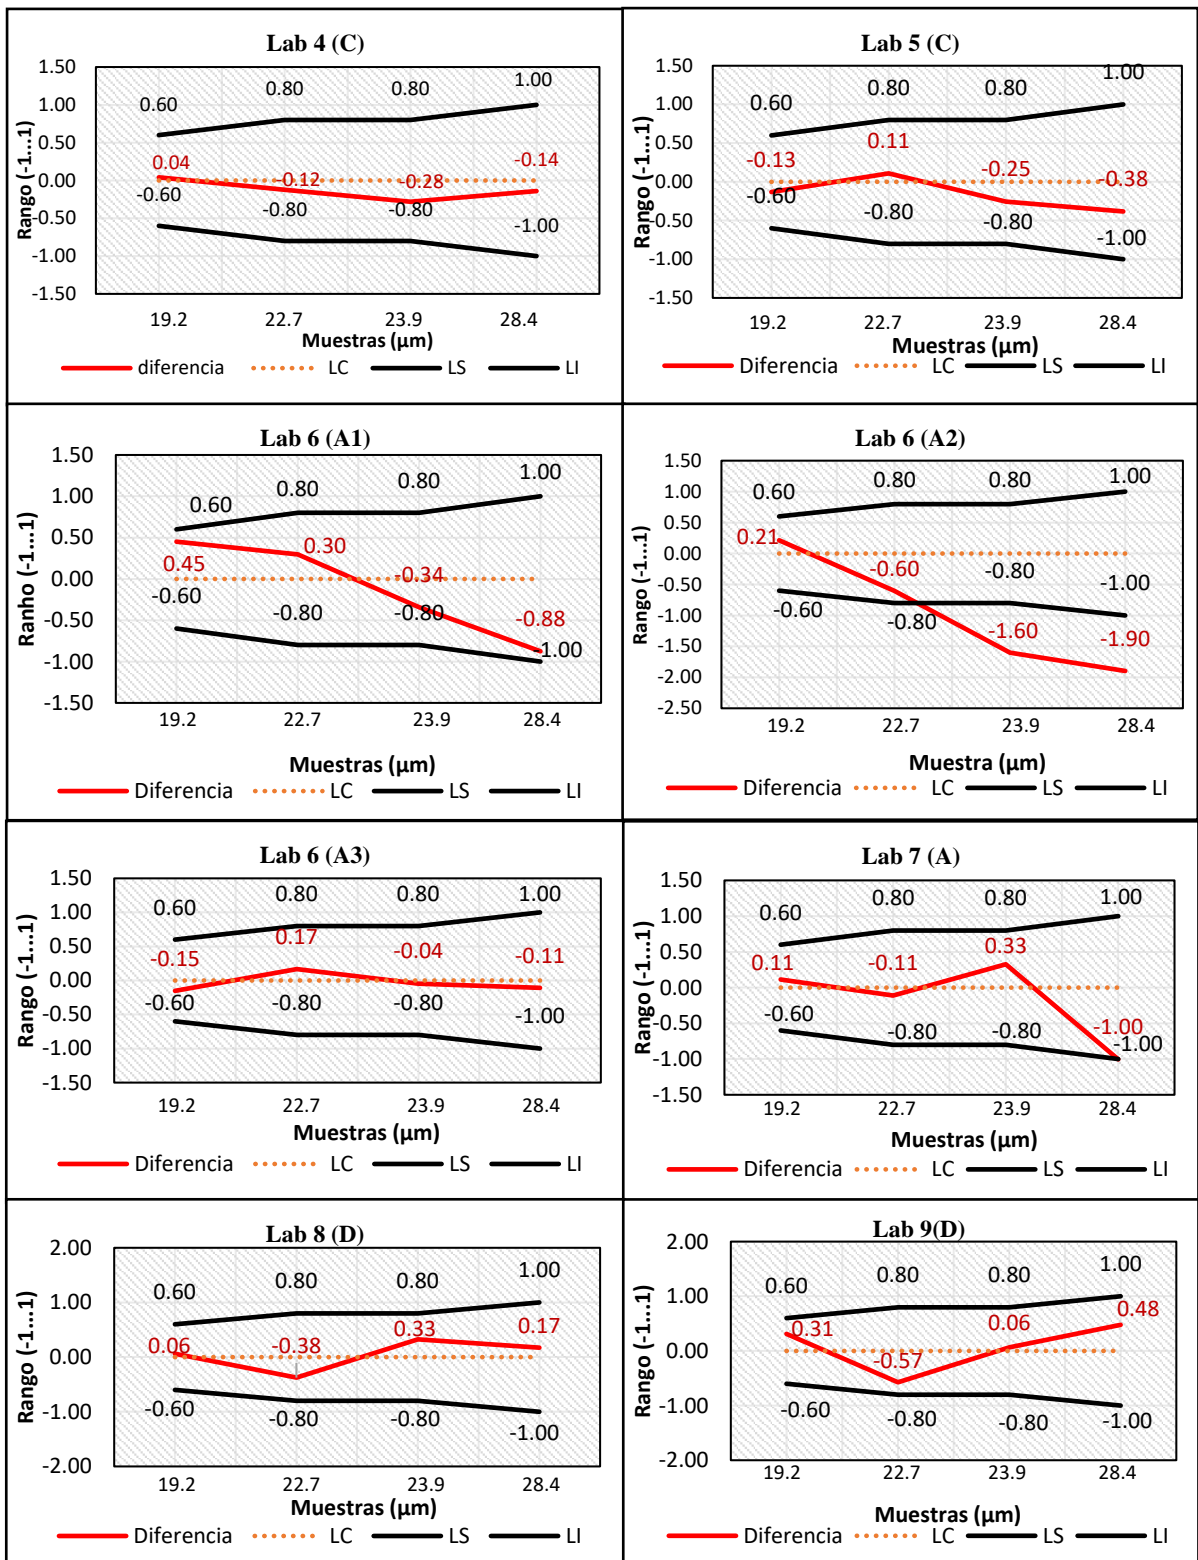 Lab 4 (C)
1.50
1.00
0.50
0.00
-0.50
-1.00
-1.50
Rango (-1...1)
0.60 0.80 0.80 1.00
0.04 -0.12 -0.28 -0.14
-0.60 -0.80 -0.80 -1.00
19.2 22.7 23.9 28.4
Muestras (µm)
diferencia LC LS LI
Lab 5 (C)
1.50
1.00
0.50
0.00
-0.50
-1.00
-1.50
Rango (-1...1)
0.60 0.80 0.80 1.00
-0.13 0.11 -0.25 -0.38
-0.60 -0.80 -0.80 -1.00
19.2 22.7 23.9 28.4
Muestras (µm)
Diferencia LC LS LI
Lab 6 (A1)
1.50
1.00
0.50
0.00
-0.50
-1.00
-1.50
Ranho (-1...1)
0.60 0.80 0.80 1.00
0.45 0.30 -0.34 -0.88
-0.60 -0.80 -0.80 -1.00
19.2 22.7 23.9 28.4
Muestras (µm)
Diferencia LC LS LI
Lab 6 (A2)
1.50
1.00
0.50
0.00
-0.50
-1.00
-1.50
-2.00
-2.50
Rango (-1...1)
0.60 0.80 0.80 1.00
0.21 -0.60 -1.60 -1.90
-0.60 -0.80 -0.80 -1.00
19.2 22.7 23.9 28.4
Muestra (µm)
Diferencia LC LS LI
Lab 6 (A3)
1.50
1.00
0.50
0.00
-0.50
-1.00
-1.50
Rango (-1...1)
0.60 0.80 0.80 1.00
-0.15 0.17 -0.04 -0.11
-0.60 -0.80 -0.80 -1.00
19.2 22.7 23.9 28.4
Muestras (µm)
Diferencia LC LS LI
Lab 7 (A)
1.50
1.00
0.50
0.00
-0.50
-1.00
-1.50
Rango (-1...1)
0.60 0.80 0.80 1.00
0.11 -0.11 0.33 -1.00
-0.60 -0.80 -0.80 -1.00
19.2 22.7 23.9 28.4
Muestras (µm)
Diferencia LC LS LI
Lab 8 (D)
2.00
1.00
0.00
-1.00
-2.00
Rango (-1...1)
0.60 0.80 0.80 1.00
0.06 -0.38 0.33 0.17
-0.60 -0.80 -0.80 -1.00
19.2 22.7 23.9 28.4
Muestras (µm)
Diferencia LC LS LI
Lab 9(D)
2.00
1.00
0.00
-1.00
-2.00
Rango (-1...1)
0.60 0.80 0.80 1.00
0.31 -0.57 0.06 0.48
-0.60 -0.80 -0.80 -1.00
19.2 22.7 23.9 28.4
Muestras (µm)
Diferencia LC LS LI